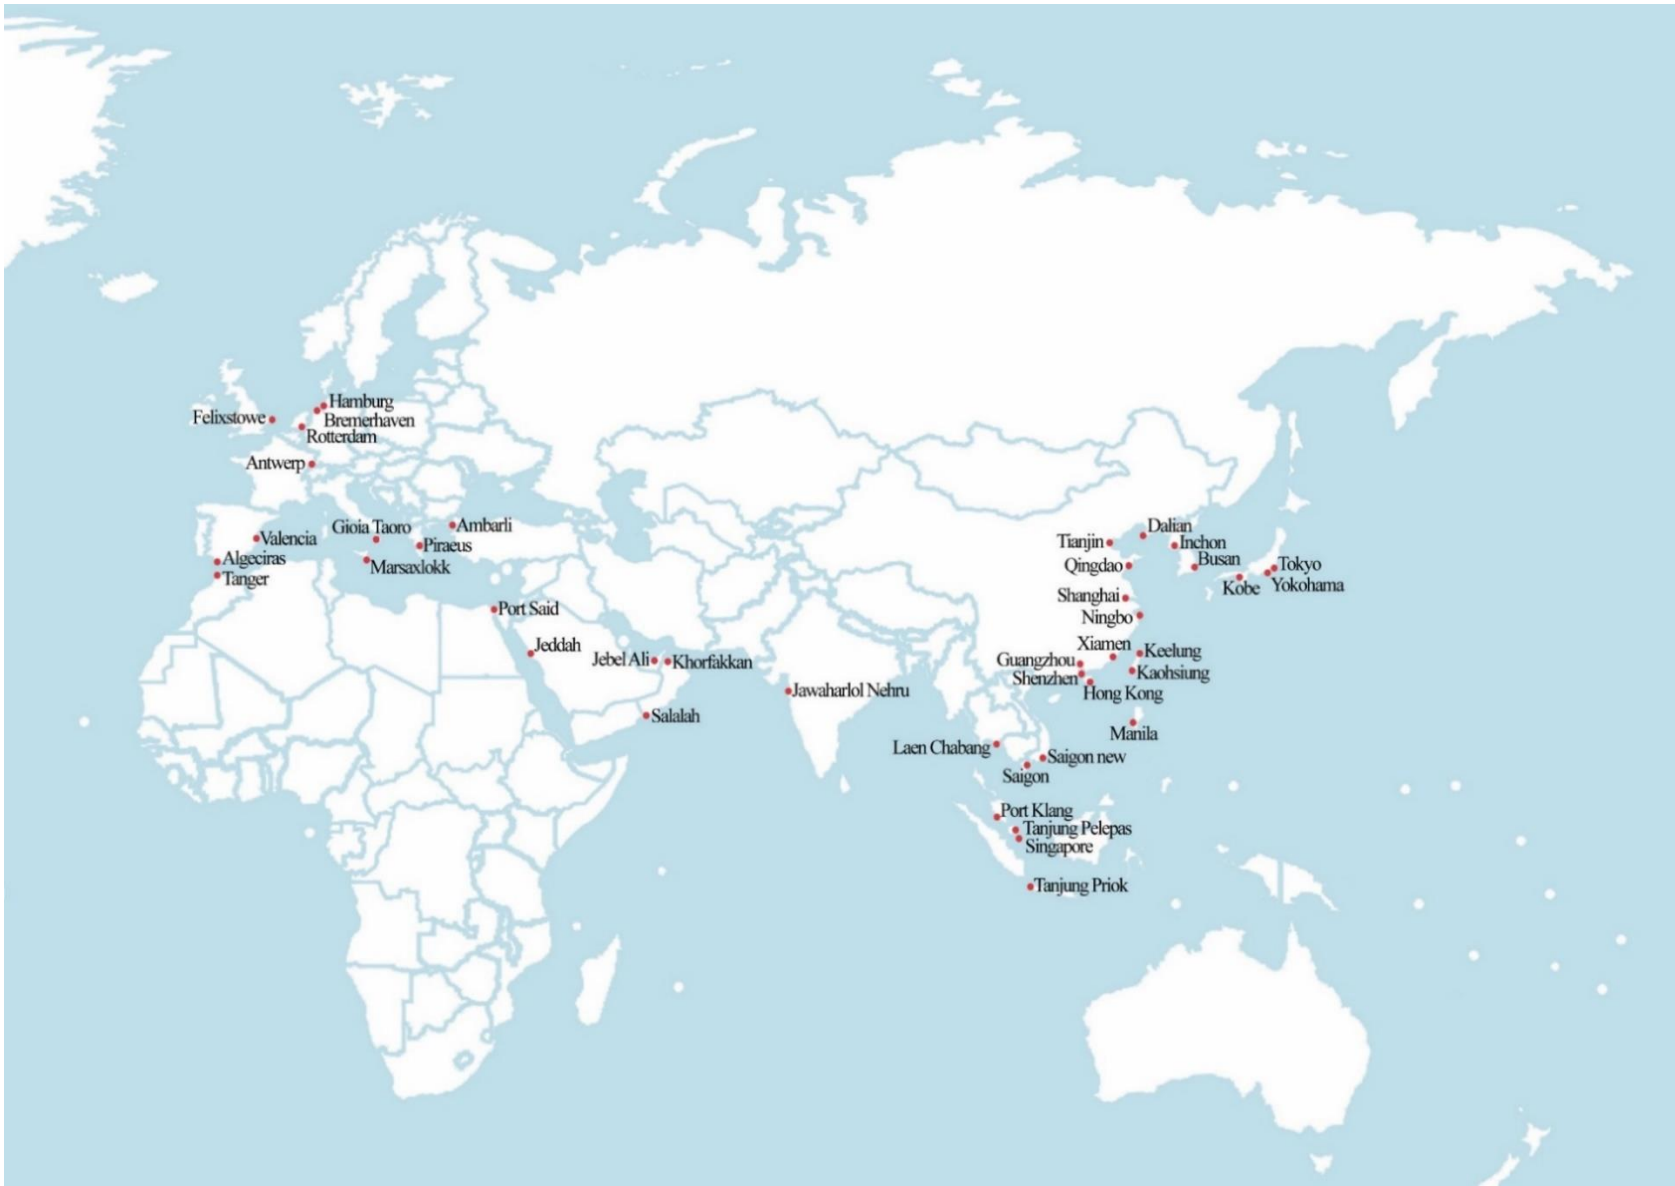 Hamburg
Felixstowe
Bremerhaven
Rotterdam
Antwerp
Gioia Taoro
Ambarli
Valencia
Piraeus
Algeciras
Marsaxlokk
Tanger
Port Said
Jeddah
Jebel Ali
Khorfakkan
Jawaharlol Nehru
Salalah
Dalian
Tianjin
Inchon
Qingdao
Busan
Tokyo
Kobe
Yokohama
Shanghai
Ningbo
Xiamen
Keelung
Guangzhou
Kaohsiung
Shenzhen
Hong Kong
Manila
Laen Chabang
Saigon new
Saigon
Port Klang
Tanjung Pelepas
Singapore
Tanjung Priok